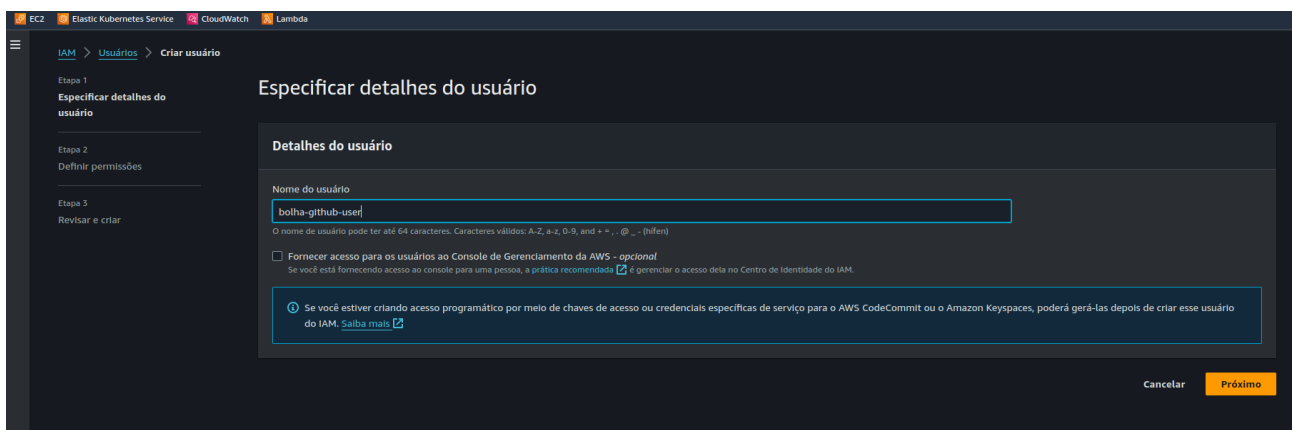 EC2 Elastic Kubernetes Service CloudWatch Lambda
IAM > Usuários > Criar usuário
Etapa 1
Especificar detalhes do
usuário
Etapa 2
Definir permissões
Etapa 3
Revisar e criar
Especificar detalhes do usuário
Detalhes do usuário
Nome do usuário
bolha-github-user
O nome de usuário pode ter até 64 caracteres. Caracteres válidos: A-Z, a-z, 0-9, and + = , . @ _ - (hífen)
Fornecer acesso para os usuários ao Console de Gerenciamento da AWS - opcional
Se você está fornecendo acesso ao console para uma pessoa, a prática recomendada é gerenciar o acesso dela no Centro de Identidade do IAM.
Se você estiver criando acesso programático por meio de chaves de acesso ou credenciais específicas de serviço para o AWS CodeCommit ou o Amazon Keyspaces, poderá gerá-las depois de criar esse usuário
do IAM. Saiba mais
Cancelar Próximo